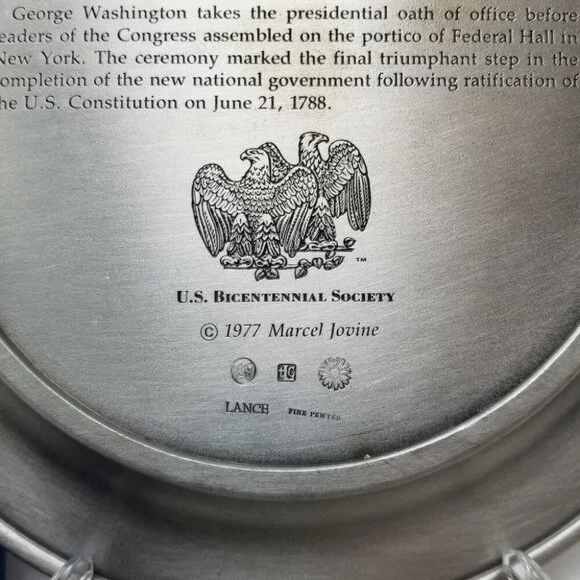 George Washington takes the presidential oath of office before
eaders of the Congress assembled on the portico of Federal Hall in
New York. The ceremony marked the final triumphant step in the
ompletion of the new national government following ratification of
he U.S. Constitution on June 21, 1788.
™
U.S. BICENTENNIAL SOCIETY
© 1977 Marcel Jovine
LANCE FINE PEWTER